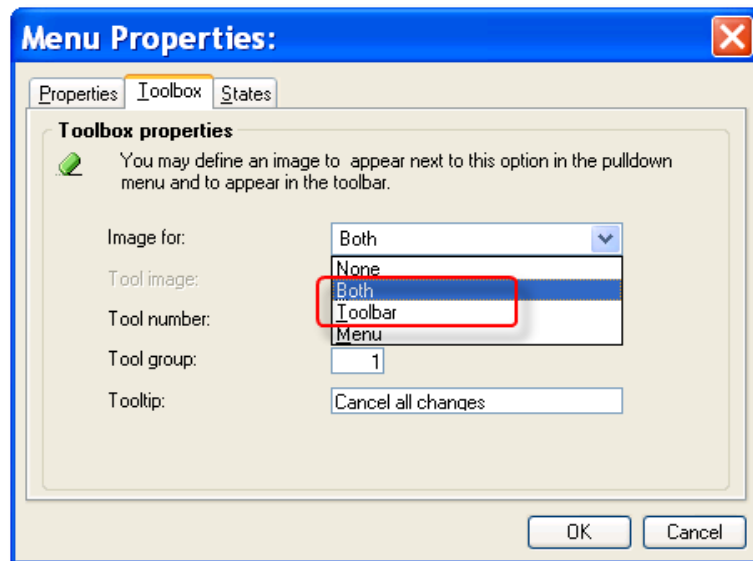 Menu Properties:
Properties Toolbox States
Toolbox properties
You may define an image to appear next to this option in the pulldown
menu and to appear in the toolbar.
Image for: Both
None
Tool image:
Both
Toolbar
Tool number:
Menu
Tool group: 1
Tooltip: Cancel all changes
OK Cancel